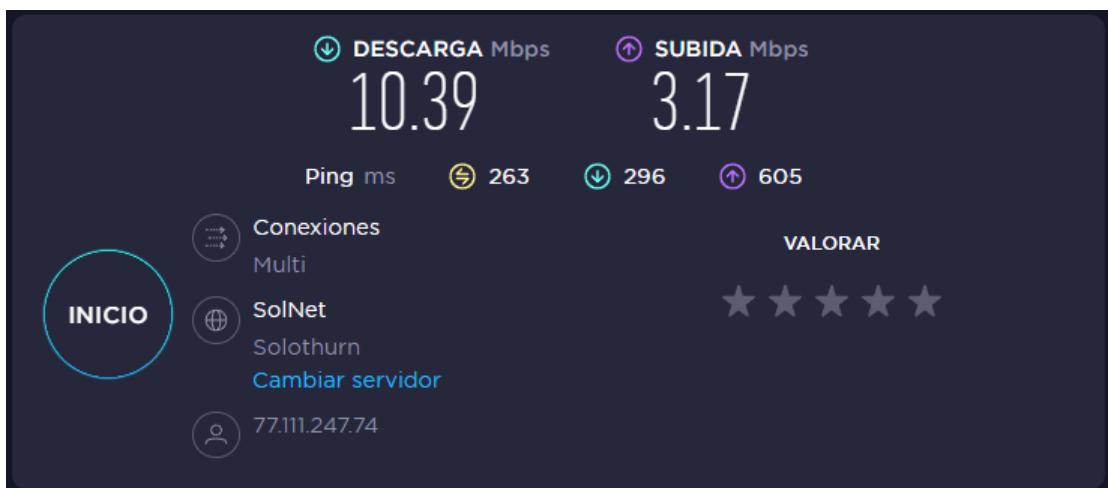 DESCARGA Mbps
SUBIDA Mbps
10.39
3.17
Ping ms 263 296 605
Conexiones
Multi
VALORAR
INICIO
SolNet
Solothurn
Cambiar servidor
77.111.247.74